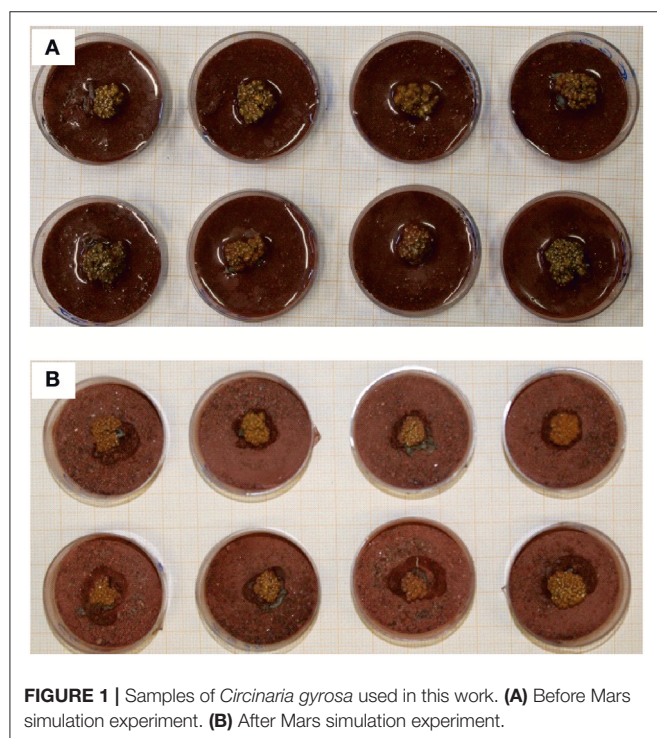 A
B
FIGURE 1 | Samples of Circinaria gyrosa used in this work. (A) Before Mars
simulation experiment. (B) After Mars simulation experiment.